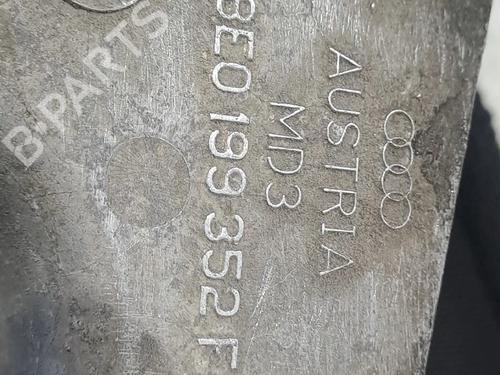 AUSTRIA
MD3
8E0 199 352 F
B-PARTS